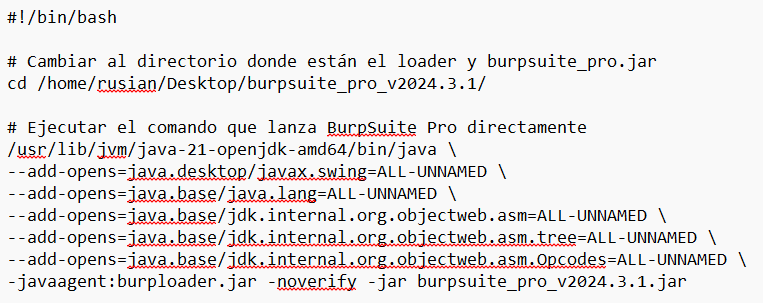 #!/bin/bash
# Cambiar al directorio donde están el loader y burpsuite_pro.jar
cd /home/rusian/Desktop/burpsuite_pro_v2024.3.1/
# Ejecutar el comando que lanza BurpSuite Pro directamente
/usr/lib/jvm/java-21-openjdk-amd64/bin/java \
--add-opens=java.desktop/javax.swing=ALL-UNNAMED \
--add-opens=java.base/java.lang=ALL-UNNAMED \
--add-opens=java.base/jdk.internal.org.objectweb.asm=ALL-UNNAMED \
--add-opens=java.base/jdk.internal.org.objectweb.asm.tree=ALL-UNNAMED \
--add-opens=java.base/jdk.internal.org.objectweb.asm.Opcodes=ALL-UNNAMED \
-javaagent:burploader.jar -noverify -jar burpsuite_pro_v2024.3.1.jar